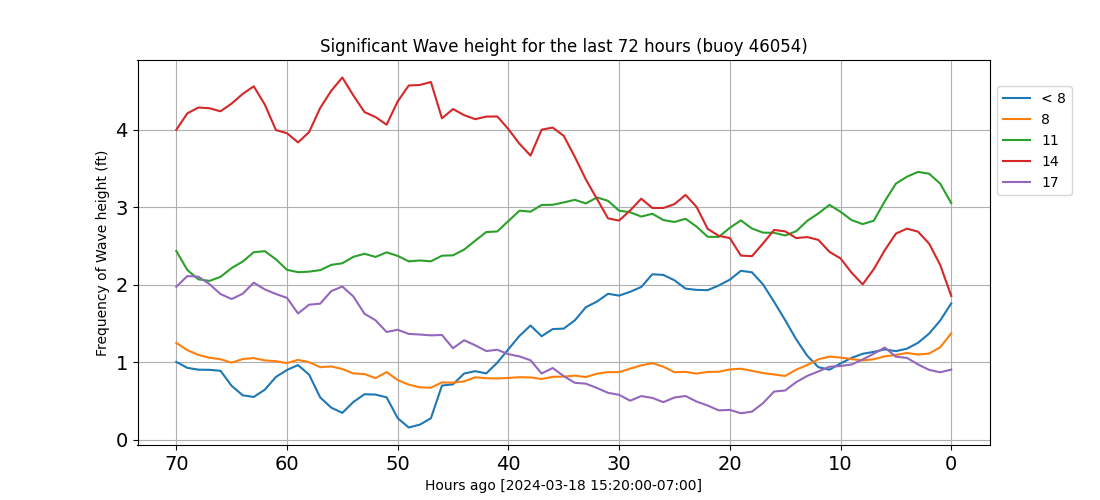 Significant Wave height for the last 72 hours (buoy 46054)
Frequency of Wave height (ft)
4
3
2
1
0
70 60 50 40 30 20 10 0
Hours ago [2024-03-18 15:20:00-07:00]
< 8
8
11
14
17